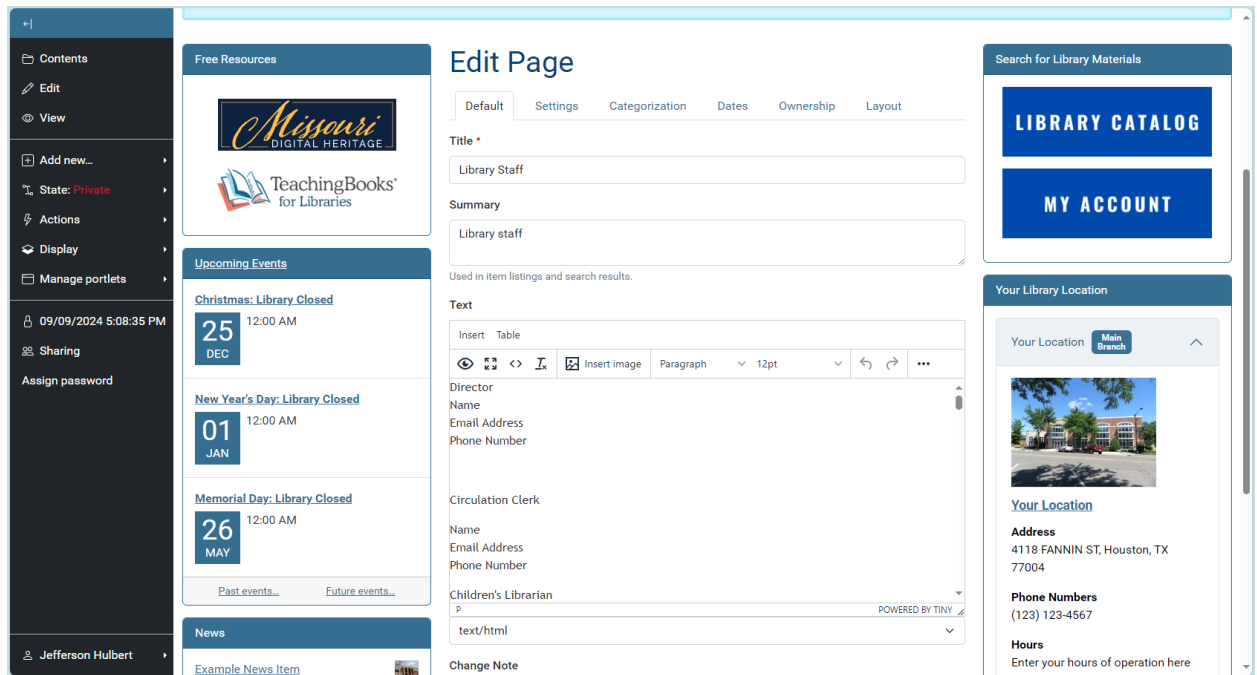 Contents
Edit
View
Add new...
State: Private
Actions
Display
Manage portlets
09/09/2024 5:08:35 PM
Sharing
Assign password
Jefferson Hulbert
Free Resources
Missouri
DIGITAL HERITAGE
TeachingBooks®
for Libraries
Upcoming Events
Christmas: Library Closed
25
DEC
12:00 AM
New Year's Day: Library Closed
01
JAN
12:00 AM
Memorial Day: Library Closed
26
MAY
12:00 AM
Past events...
Future events...
News
Example News Item
Edit Page
Default
Settings
Categorization
Dates
Ownership
Layout
Title •
Library Staff
Summary
Library staff
Used in item listings and search results.
Text
Insert Table
Insert image
Paragraph
12pt
Director
Name
Email Address
Phone Number
Circulation Clerk
Name
Email Address
Phone Number
Children's Librarian
P
POWERED BY TINY
text/html
Change Note
Search for Library Materials
LIBRARY CATALOG
MY ACCOUNT
Your Library Location
Your Location
Main
Branch
Your Location
Address
4118 FANNIN ST, Houston, TX
77004
Phone Numbers
(123) 123-4567
Hours
Enter your hours of operation here